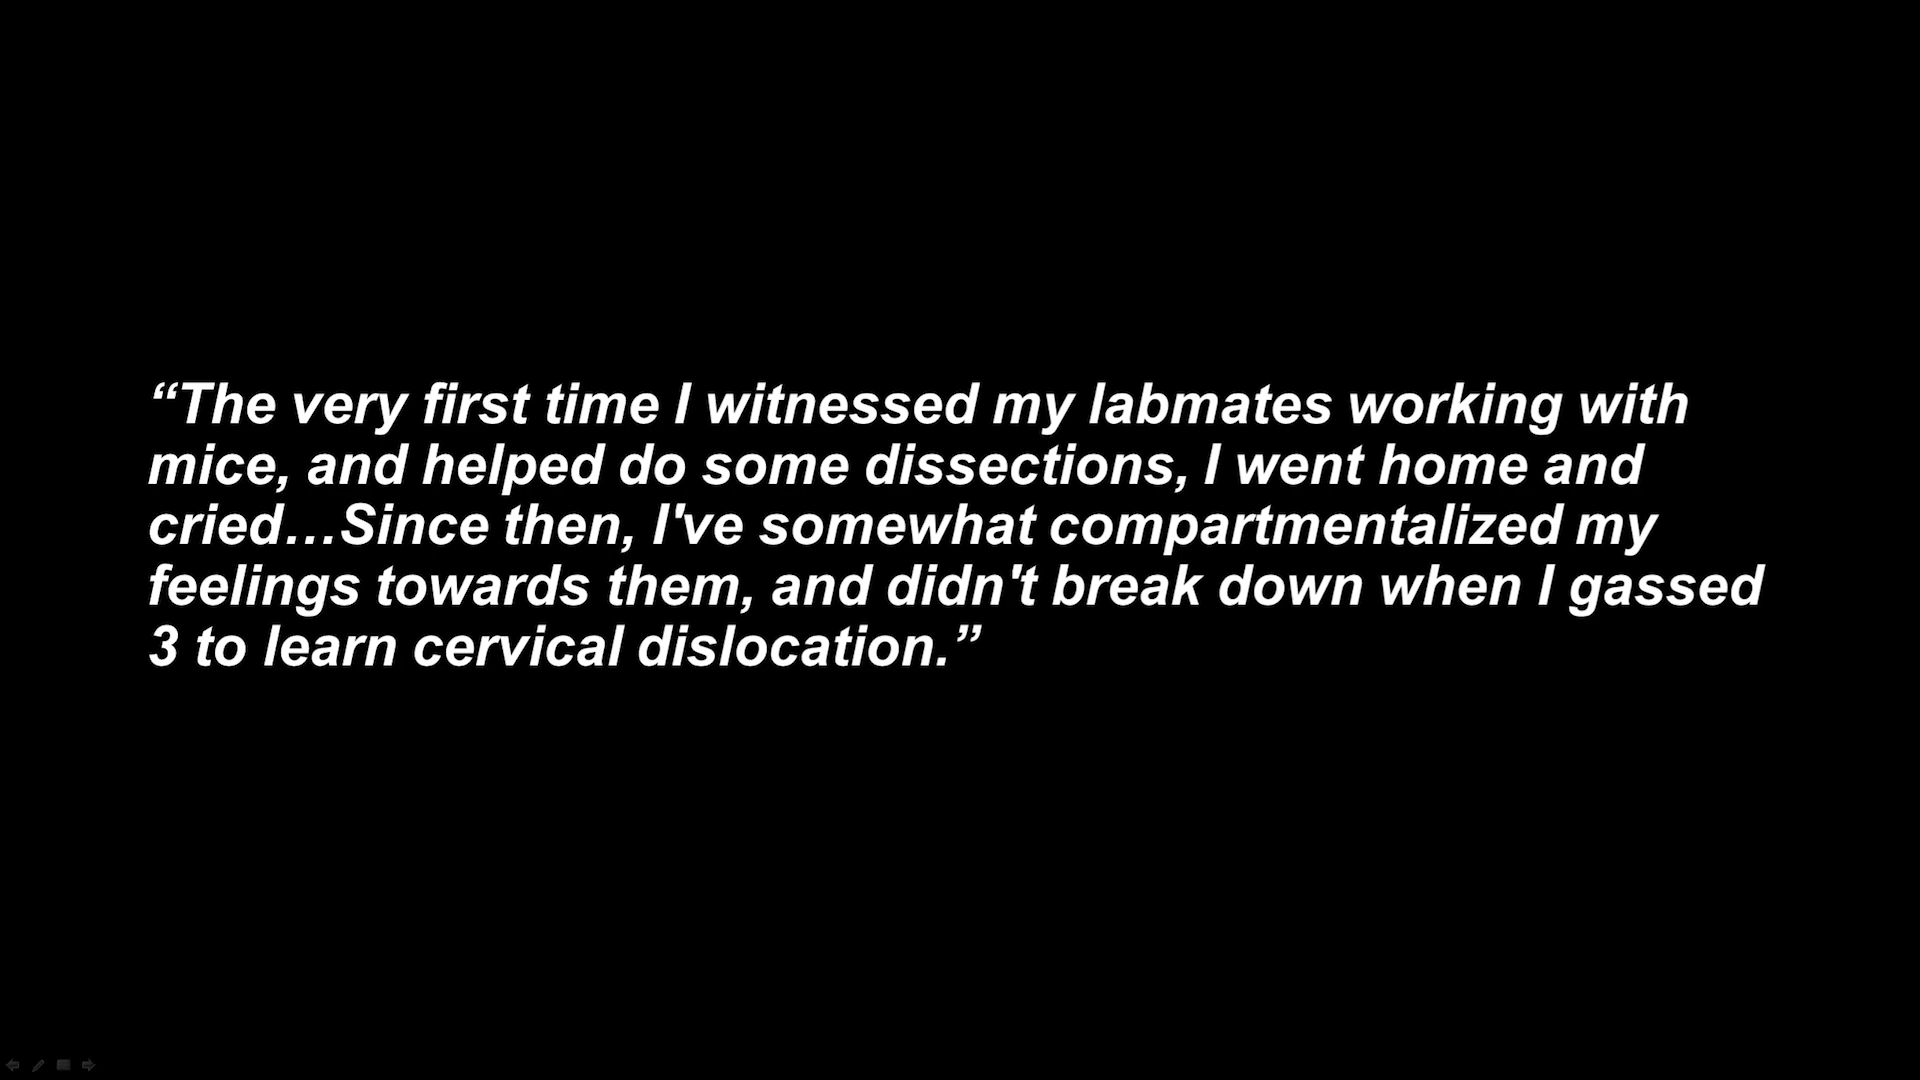 “The very first time I witnessed my labmates working with
mice, and helped do some dissections, I went home and
cried…Since then, I've somewhat compartmentalized my
feelings towards them, and didn't break down when I gassed
3 to learn cervical dislocation.”